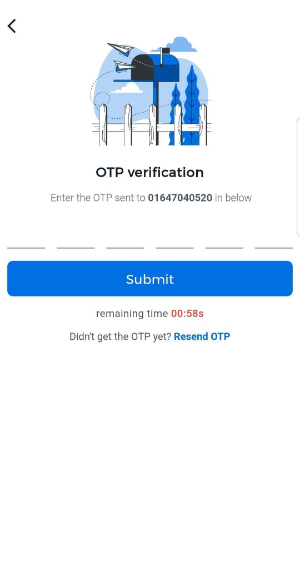 OTP verification
Enter the OTP sent to 01647040520 in below
Submit
remaining time 00:58s
Didn't get the OTP yet? Resend OTP